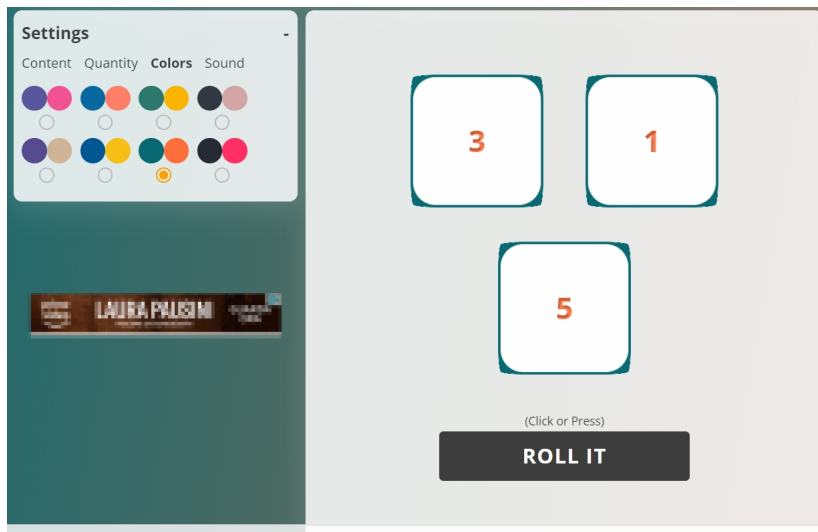 Settings -
Content Quantity Colors Sound
3 1
5
LAURA PAUSINI
(Click or Press)
ROLL IT